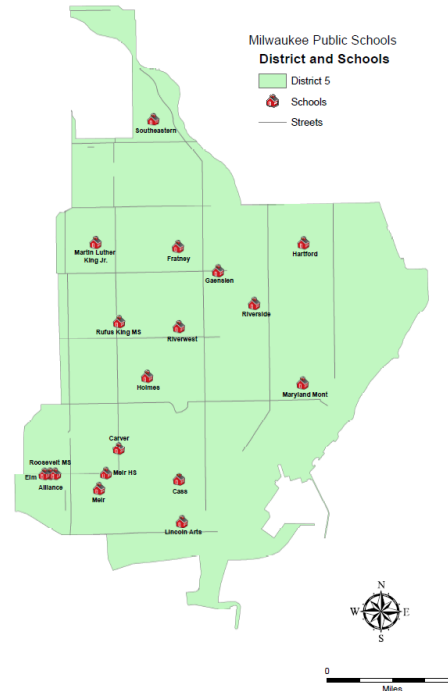 Milwaukee Public Schools
District and Schools
District 5
Schools
Streets
Southeastern
Martin Luther
King Jr.
Fratney
Hartford
Gaenslen
Riverside
Rufus King MS
Riverwest
Holmes
Maryland Mont
Carver
Roosevelt MS
Elm
Meir HS
Alliance
Meir
Cass
Lincoln Arts
N
W
E
S
0
Miles